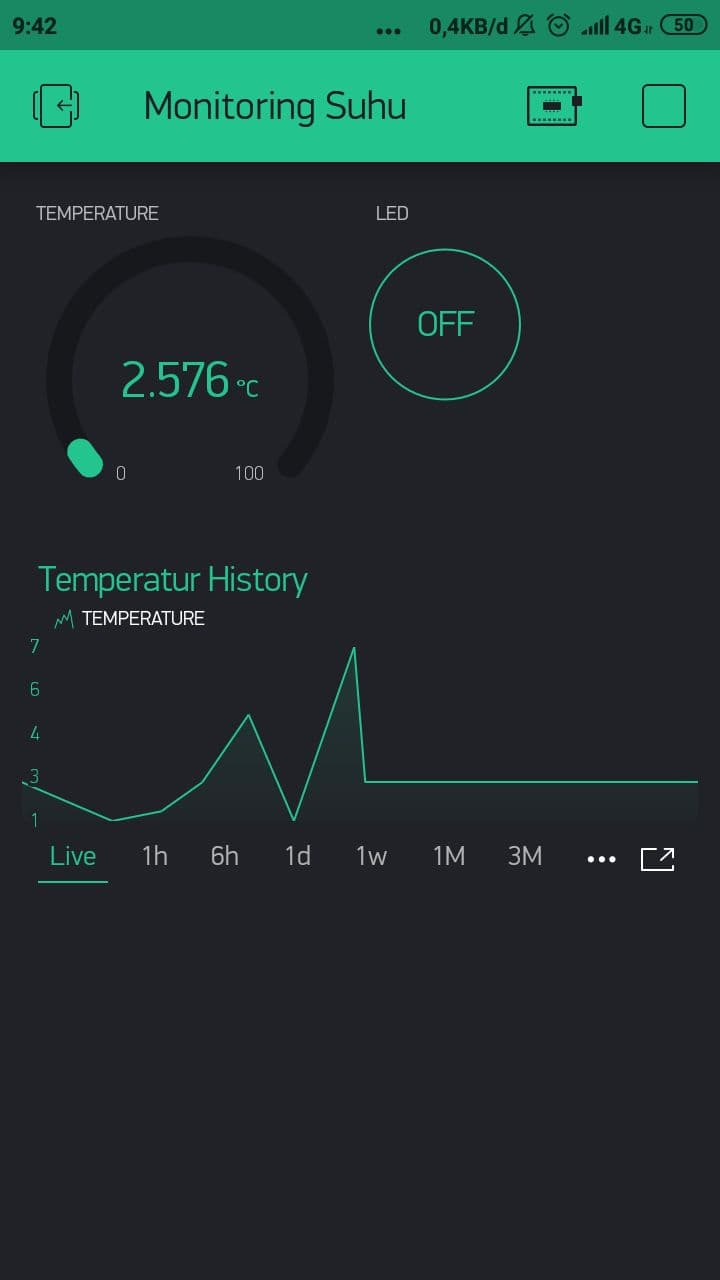 9:42 ... 0,4KB/d 4G 50
Monitoring Suhu
TEMPERATURE LED
OFF
2.576 °C
0 100
Temperatur History
TEMPERATURE
7
6
4
3
1
Live 1h 6h 1d 1w 1M 3M ...